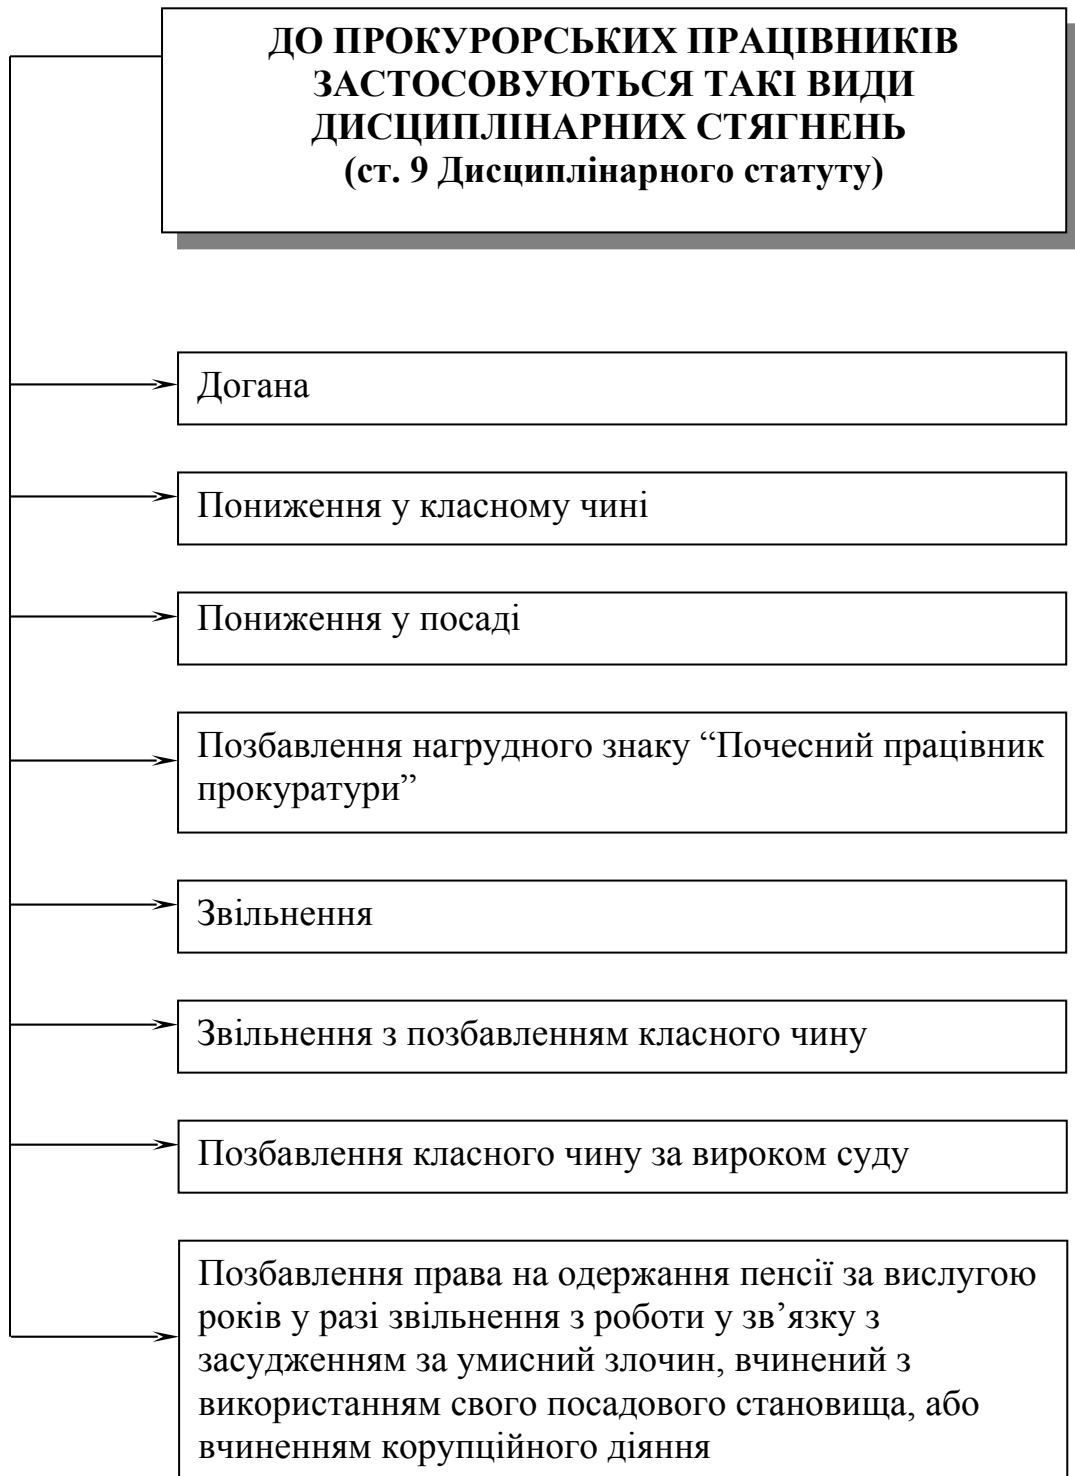 ДО ПРОКУРОРСЬКИХ ПРАЦІВНИКІВ
ЗАСТОСОВУЮТЬСЯ ТАКІ ВИДИ
ДИСЦИПЛІНАРНИХ СТЯГНЕНЬ
(ст. 9 Дисциплінарного статуту)
Догана
Пониження у класному чині
Пониження у посаді
Позбавлення нагрудного знаку “Почесний працівник
прокуратури”
Звільнення
Звільнення з позбавленням класного чину
Позбавлення класного чину за вироком суду
Позбавлення права на одержання пенсії за вислугою
років у разі звільнення з роботи у зв’язку з
засудженням за умисний злочин, вчинений з
використанням свого посадового становища, або
вчиненням корупційного діяння